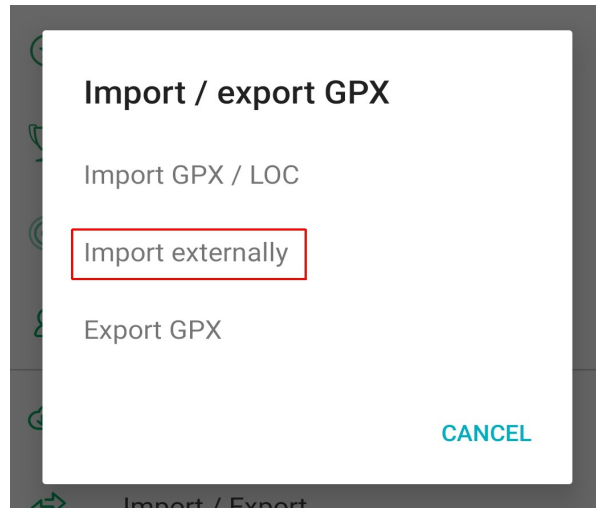 Import / export GPX
Import GPX / LOC
Import externally
Export GPX
CANCEL
Import / Export